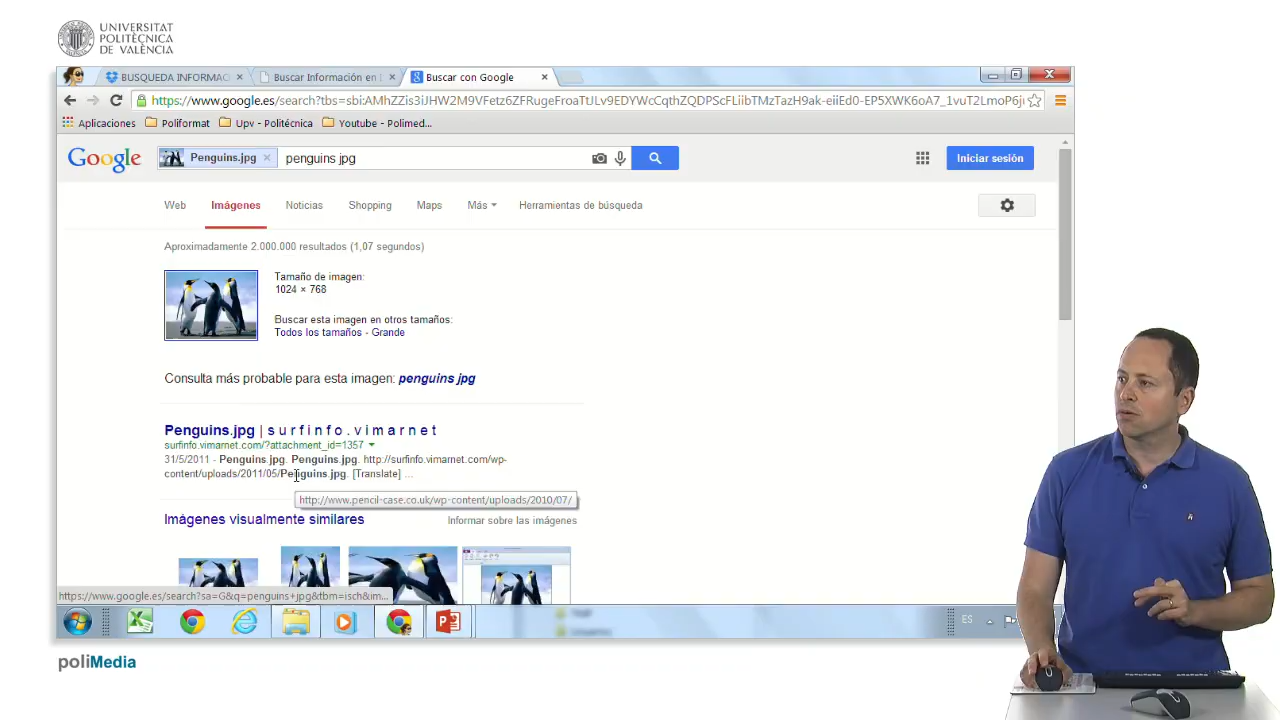 UNIVERSITAT
POLITÈCNICA
DE VALÈNCIA
BUSQUEDA INFORMAC
Buscar Información en I
Buscar con Google
https://www.google.es/search?tbs=sbi:AMhZZis3iJHW2M9VFetz6ZFRugeFroaTtJLv9EDYWcCqthZQDPScFLiibTMzTazH9ak-eiiEd0-EP5XWK6oA7_1vuT2LmoP6ji
Aplicaciones
Poliformat
Upv - Politécnica
Youtube - Polimed...
Google
Penguins.jpg
penguins jpg
Iniciar sesión
Web
Imágenes
Noticias
Shopping
Maps
Más
Herramientas de búsqueda
Aproximadamente 2.000.000 resultados (1,07 segundos)
Tamaño de imagen:
1024 × 768
Buscar esta imagen en otros tamaños:
Todos los tamaños - Grande
Consulta más probable para esta imagen: penguins jpg
Penguins.jpg | s u r f i n f o . v i m a r n e t
surfinfo.vimarnet.com/?attachment_id=1357
31/5/2011 - Penguins.jpg. Penguins.jpg. http://surfinfo.vimarnet.com/wp-
content/uploads/2011/05/Penguins.jpg. [Translate] ...
http://www.pencil-case.co.uk/wp-content/uploads/2010/07/
Imágenes visualmente similares
Informar sobre las imágenes
https://www.google.es/search?sa=G&q=penguins+jpg&tbm=isch&im...
ES
poliMedia